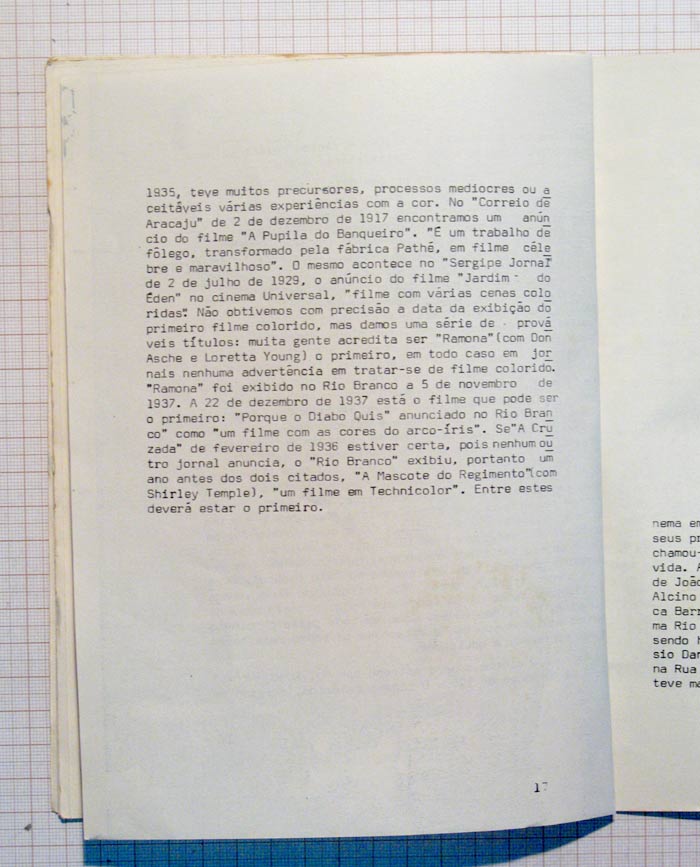 1935, teve muitos precursores, processos mediocres ou a
ceitáveis várias experiências com a cor. No "Correio de
Aracaju" de 2 de dezembro de 1917 encontramos um anún
cio do filme "A Pupila do Banqueiro". "É um trabalho de
fôlego, transformado pela fábrica Pathê, em filme céle
bre e maravilhoso". O mesmo acontece no "Sergipe Jornal
de 2 de julho de 1929, o anúncio do filme "Jardim do
Éden" no cinema Universal, "filme com várias cenas colo
ridas". Não obtivemos com precisão a data da exibição do
primeiro filme colorido, mas damos uma série de prová
veis títulos: muita gente acredita ser "Ramona"(com Don
Asche e Loretta Young) o primeiro, em todo caso em jor
nais nenhuma advertência em tratar-se de filme colorido.
"Ramona" foi exibido no Rio Branco a 5 de novembro de
1937. A 22 de dezembro de 1937 está o filme que pode ser
o primeiro: "Porque o Diabo Quis" anunciado no Rio Bran
co" como "um filme com as cores do arco-íris". Se"A Cru
zada" de fevereiro de 1936 estiver certa, pois nenhum ou
tro jornal anuncia, o "Rio Branco" exibiu, portanto um
ano antes dos dois citados, "A Mascote do Regimento"(com
Shirley Temple), "um filme em Technicolor". Entre estes
deverá estar o primeiro.
17
nema em
seus pr
chamou-
vida. A
de João
Alcino
ca Barr
ma Rio
sendo
sio Dan
na Rua
teve ma